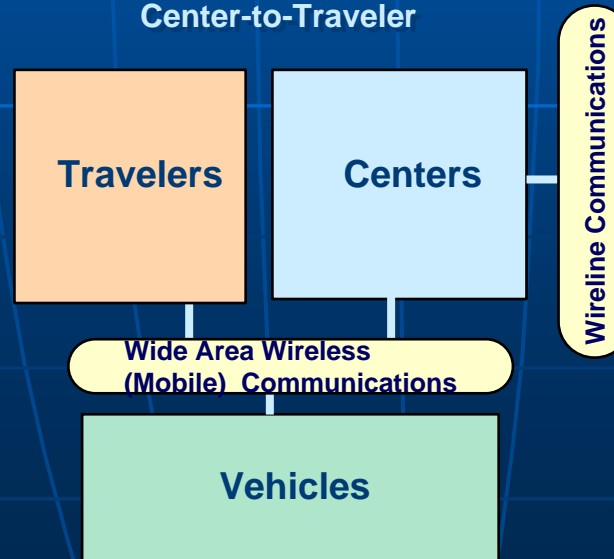 Center-to-Traveler
Travelers
Centers
Wireline Communications
Wide Area Wireless
(Mobile) Communications
Vehicles